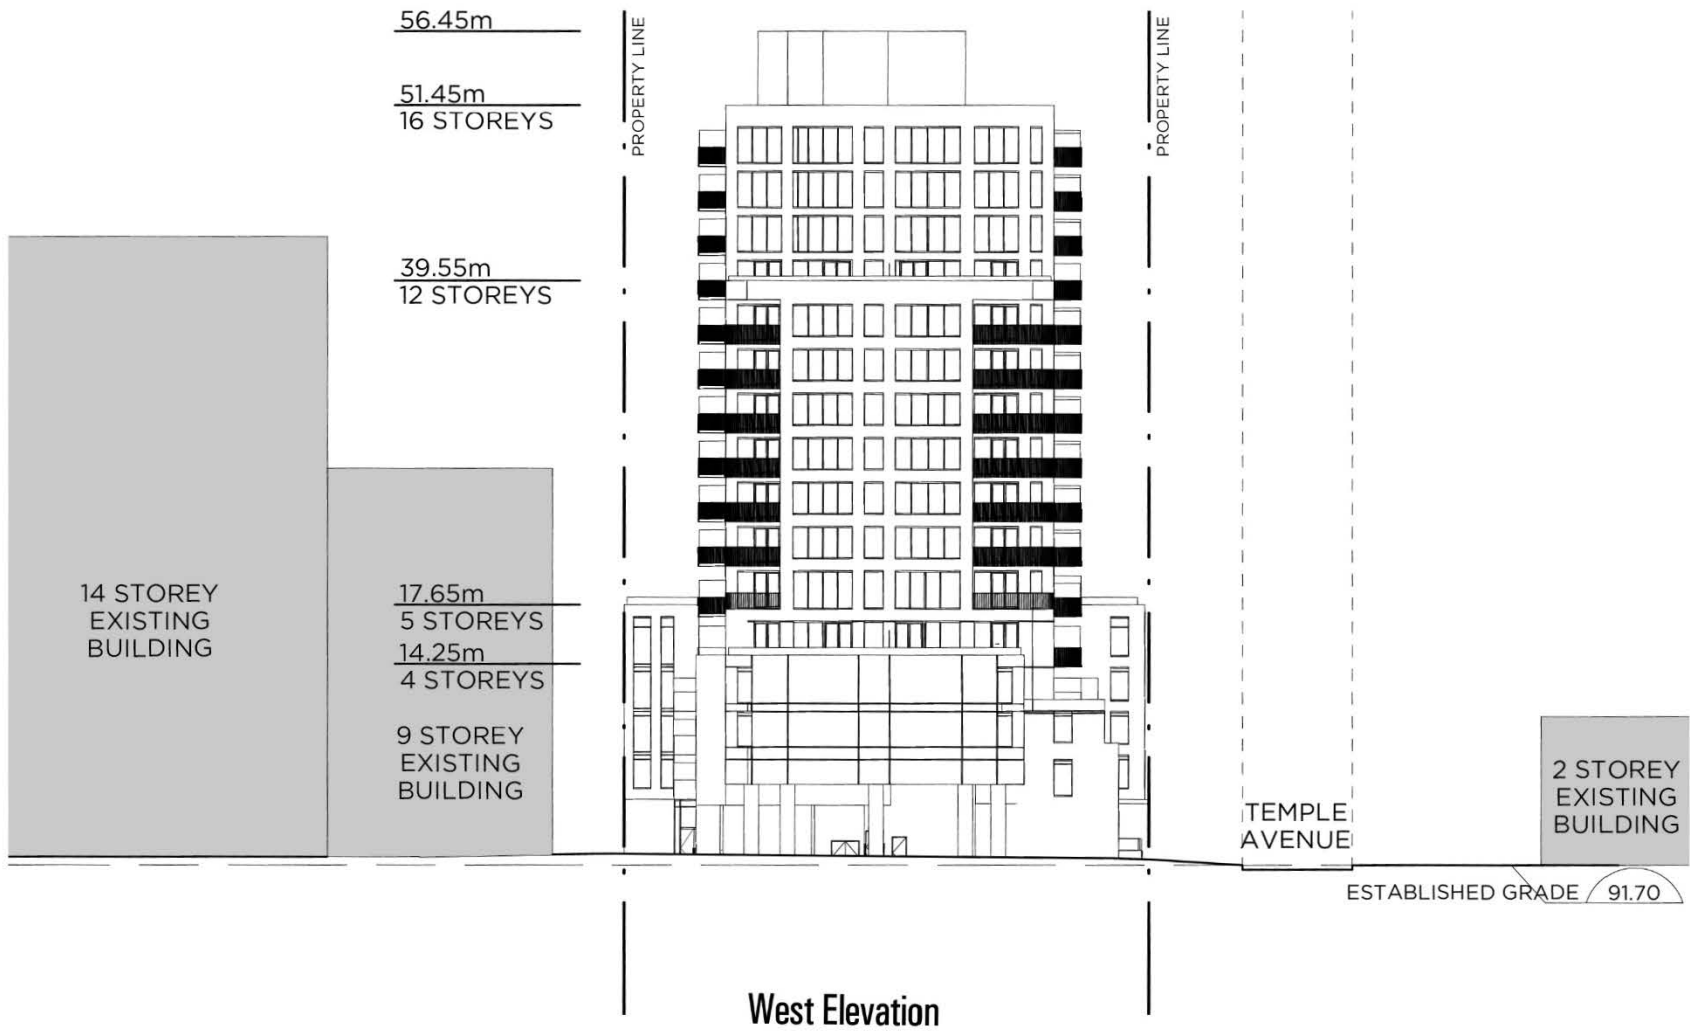 56.45m
51.45m
16 STOREYS
PROPERTY LINE
PROPERTY LINE
39.55m
12 STOREYS
14 STOREY
EXISTING
BUILDING
17.65m
5 STOREYS
14.25m
4 STOREYS
9 STOREY
EXISTING
BUILDING
TEMPLE
AVENUE
2 STOREY
EXISTING
BUILDING
ESTABLISHED GRADE 91.70
West Elevation